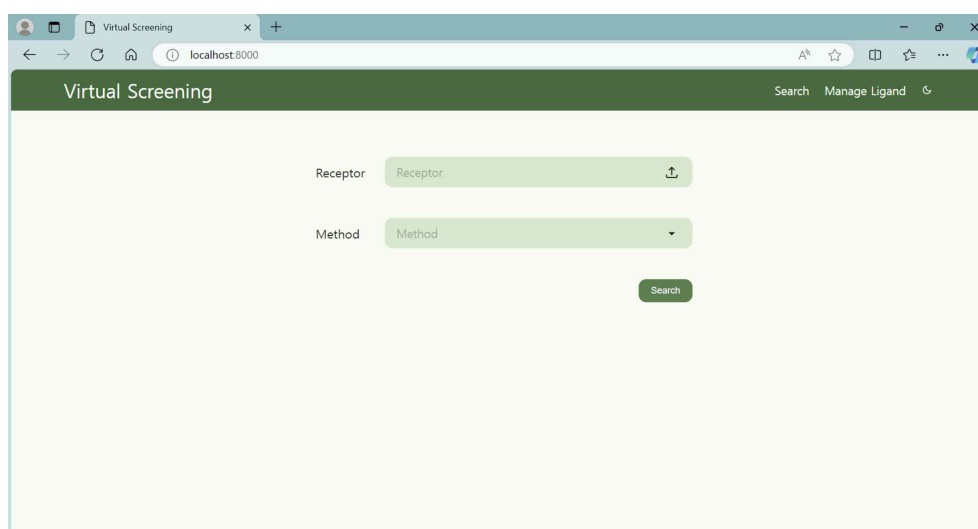 Virtual Screening
localhost:8000
Virtual Screening
Search Manage Ligand
Receptor Receptor
Method Method
Search